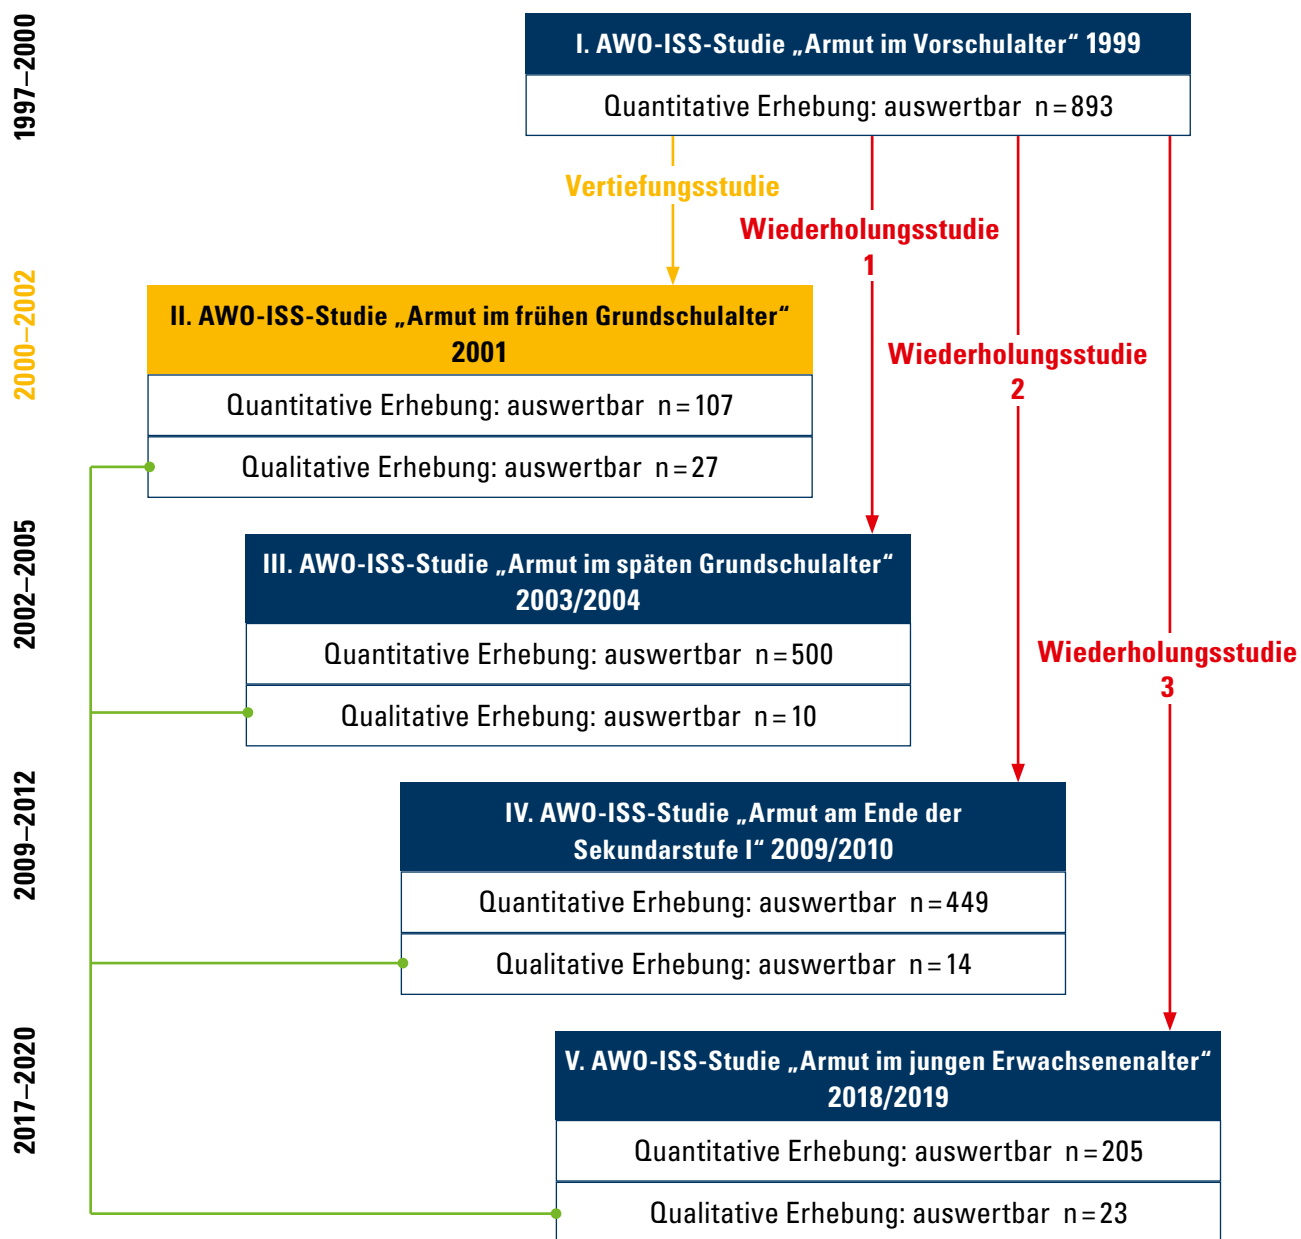 1997–2000
I. AWO-ISS-Studie „Armut im Vorschulalter“ 1999
Quantitative Erhebung: auswertbar n=893
Vertiefungsstudie
Wiederholungsstudie
1
2000–2002
II. AWO-ISS-Studie „Armut im frühen Grundschulalter“
2001
Quantitative Erhebung: auswertbar n=107
Qualitative Erhebung: auswertbar n=27
Wiederholungsstudie
2
2002–2005
III. AWO-ISS-Studie „Armut im späten Grundschulalter“
2003/2004
Quantitative Erhebung: auswertbar n=500
Qualitative Erhebung: auswertbar n=10
Wiederholungsstudie
3
2009–2012
IV. AWO-ISS-Studie „Armut am Ende der
Sekundarstufe I“ 2009/2010
Quantitative Erhebung: auswertbar n=449
Qualitative Erhebung: auswertbar n=14
2017–2020
V. AWO-ISS-Studie „Armut im jungen Erwachsenenalter“
2018/2019
Quantitative Erhebung: auswertbar n=205
Qualitative Erhebung: auswertbar n=23